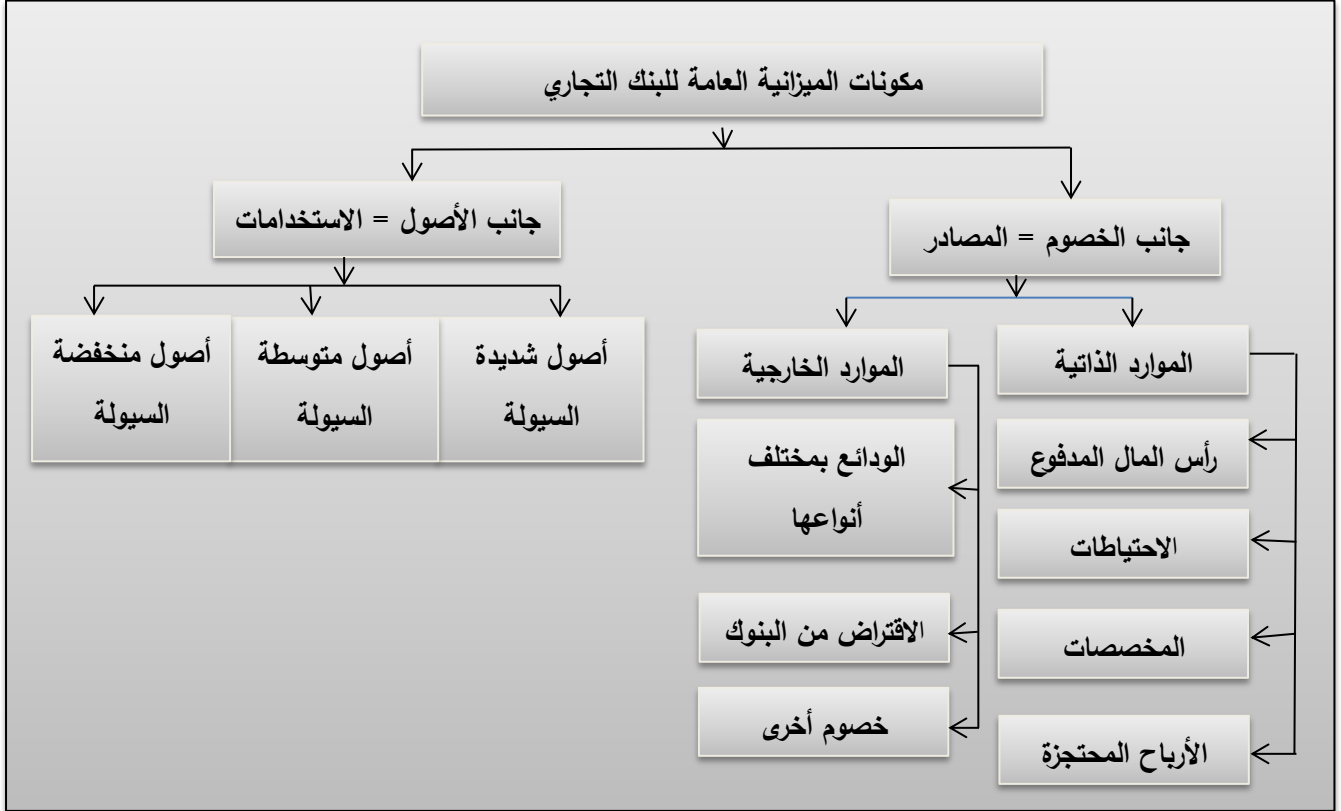 مكونات الميزانية العامة للبنك التجاري
جانب الخصوم = المصادر
جانب الأصول = الاستخدامات
الموارد الذاتية
رأس المال المدفوع
الاحتياطات
المخصصات
الأرباح المحتجزة
الموارد الخارجية
الودائع بمختلف
أنواعها
الاقتراض من البنوك
خصوم أخرى
أصول شديدة
السيولة
أصول متوسطة
السيولة
أصول منخفضة
السيولة